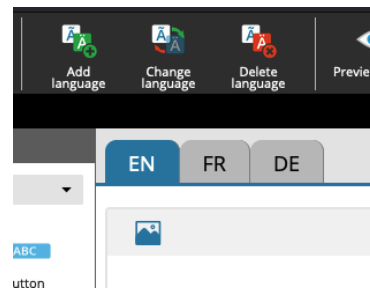 Add language
Change language
Delete language
Previe
EN FR DE
ABC
utton